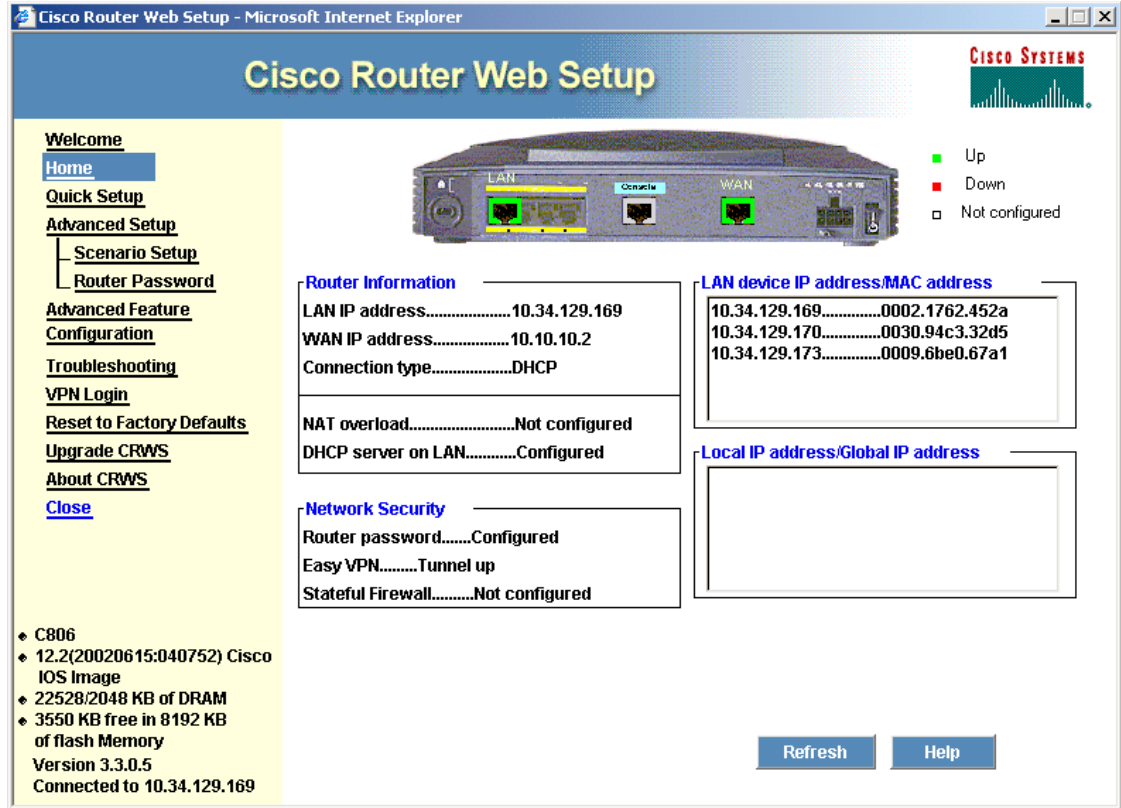 Cisco Router Web Setup - Microsoft Internet Explorer
Cisco Router Web Setup
CISCO SYSTEMS
Welcome
Home
Quick Setup
Advanced Setup
Scenario Setup
Router Password
Advanced Feature
Configuration
Troubleshooting
VPN Login
Reset to Factory Defaults
Upgrade CRWS
About CRWS
Close
C806
12.2(20020615:040752) Cisco
IOS Image
22528/2048 KB of DRAM
3550 KB free in 8192 KB
of flash Memory
Version 3.3.0.5
Connected to 10.34.129.169
LAN
Console
WAN
Up
Down
Not configured
Router Information
LAN IP address....................10.34.129.169
WAN IP address..................10.10.10.2
Connection type...................DHCP
NAT overload.........................Not configured
DHCP server on LAN............Configured
Network Security
Router password.......Configured
Easy VPN.........Tunnel up
Stateful Firewall..........Not configured
LAN device IP address/MAC address
10.34.129.169..............0002.1762.452a
10.34.129.170..............0030.94c3.32d5
10.34.129.173..............0009.6be0.67a1
Local IP address/Global IP address
Refresh
Help